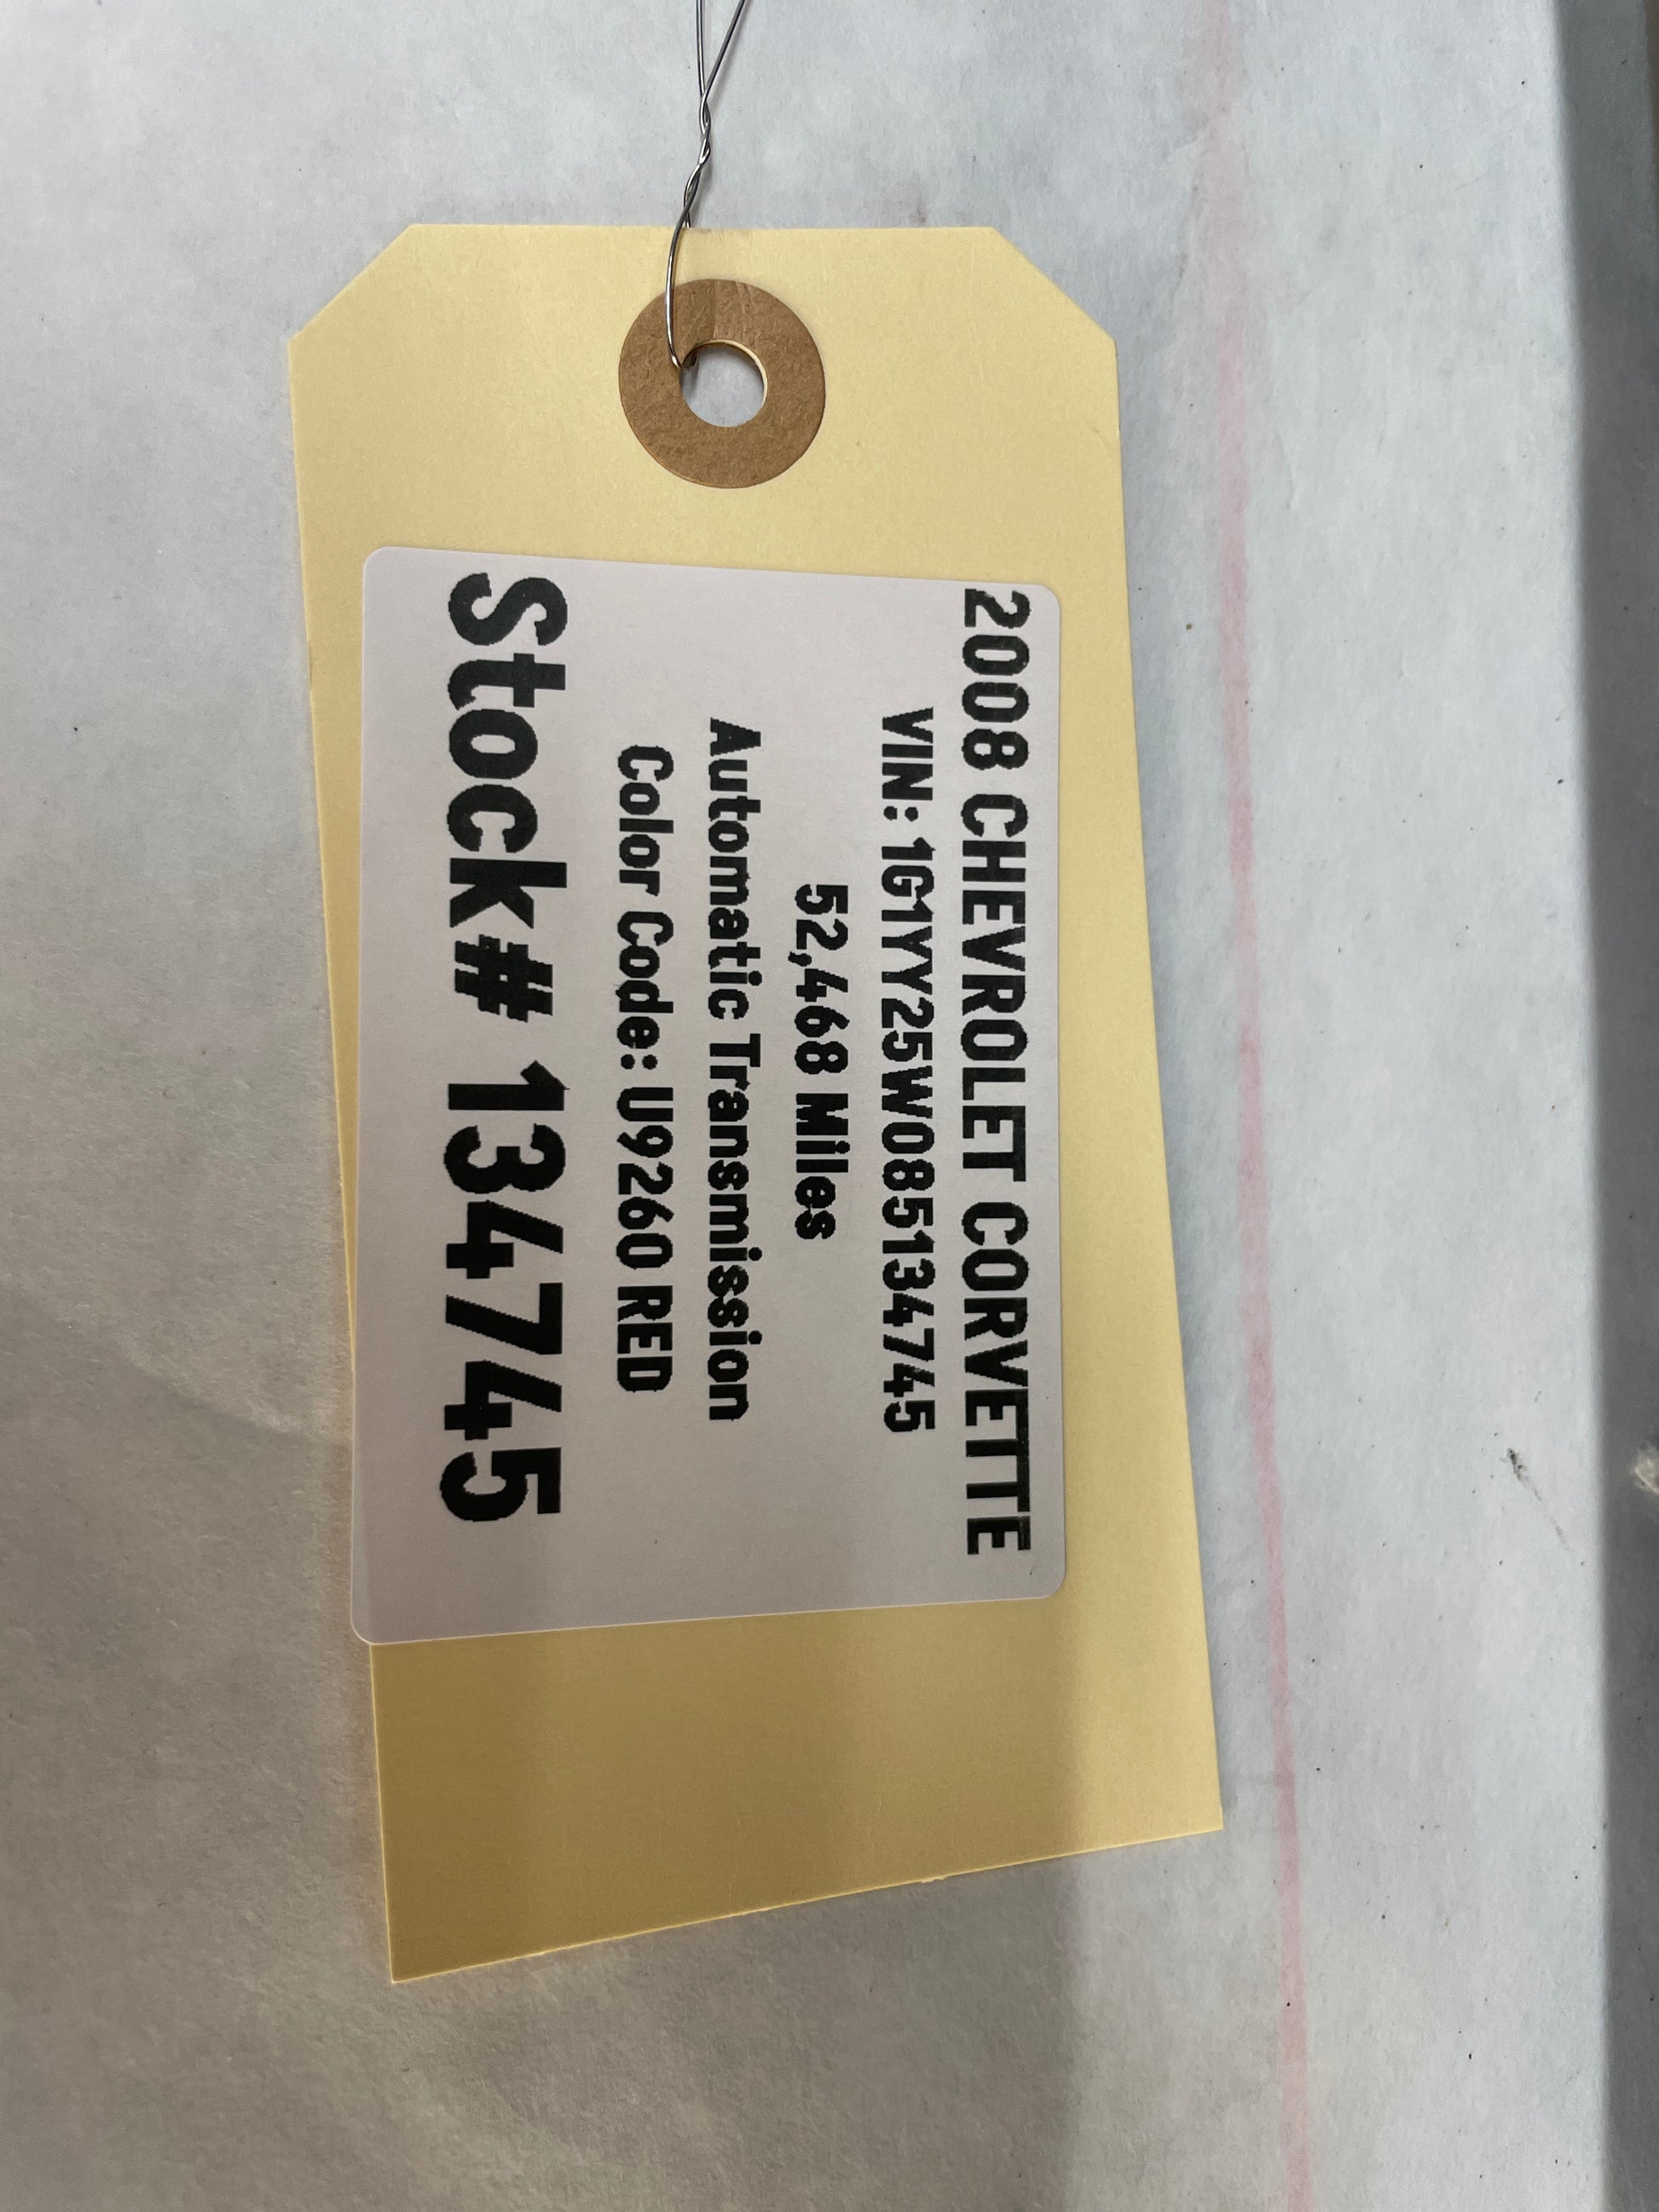 2008 CHEVROLET CORVETTE
VIN: 1G1YY25W085134745
52,468 Miles
Automatic Transmission
Color Code: U9260 RED
Stock# 134745